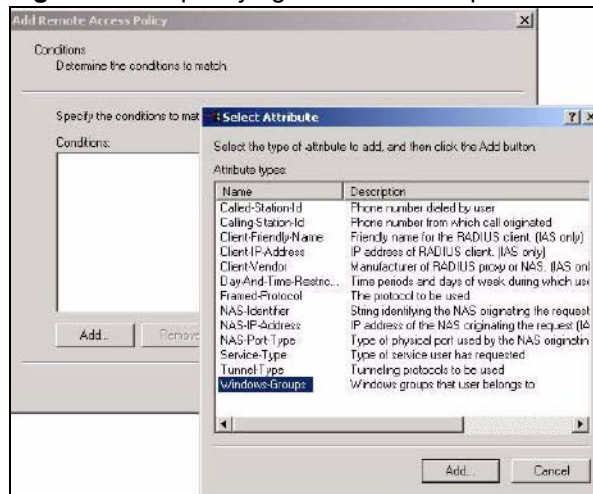 Add Remote Access Policy
Conditions
Determine the conditions to match
Specify the conditions to mat
Conditions:
Add...
Remove
Select Attribute
Select the type of attribute to add, and then click the Add button
Attribute types:
Name Description
Called-Station-Id Phone number dialed by user
Calling-Station-Id Phone number from which call originated
Client-Friendly-Name Friendly name for the RADIUS client. (IAS only)
Client-IP-Address IP address of RADIUS client. (IAS only)
Client-Vendor Manufacturer of RADIUS proxy or NAS. (IAS onl
Day-And-Time-Restric... Time periods and days of week during which use
Framed-Protocol The protocol to be used
NAS-Identifier String identifying the NAS originating the request
NAS-IP-Address IP address of the NAS originating the request (IA
NAS-Port-Type Type of physical port used by the NAS originatin
Service-Type Type of service user has requested
Tunnel-Type Tunneling protocols to be used
Windows-Groups Windows groups that user belongs to
Add...
Cancel